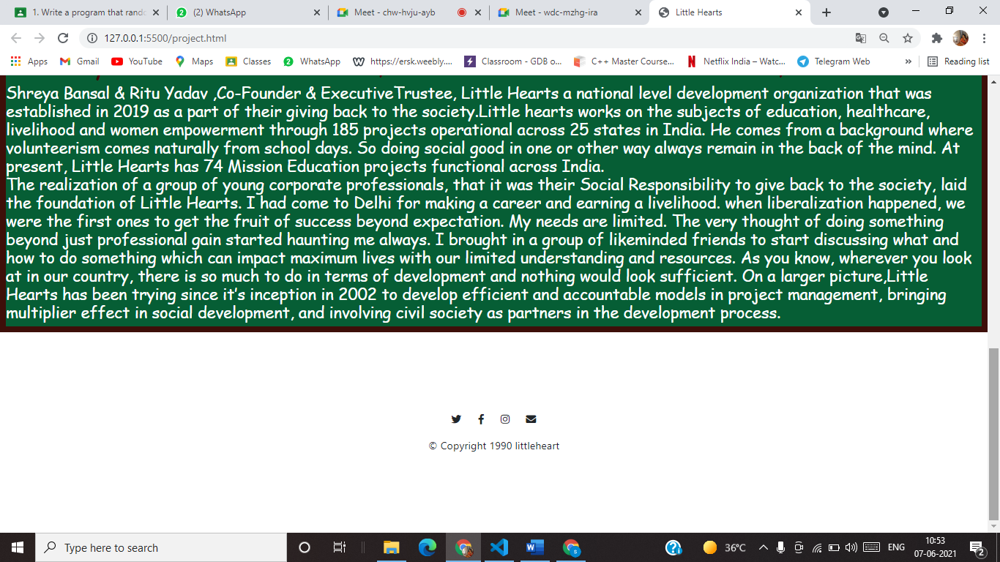 1. Write a program that rando
(2) WhatsApp
Meet - chw-hvju-ayb
Meet - wdc-mzhg-ira
Little Hearts
127.0.0.1:5500/project.html
Apps
Gmail
YouTube
Maps
Classes
WhatsApp
https://ersk.weebly....
Classroom - GDB o...
C++ Master Course...
Netflix India – Watc...
Telegram Web
»
Reading list
Shreya Bansal & Ritu Yadav ,Co-Founder & ExecutiveTrustee, Little Hearts a national level development organization that was
established in 2019 as a part of their giving back to the society.Little hearts works on the subjects of education, healthcare,
livelihood and women empowerment through 185 projects operational across 25 states in India. He comes from a background where
volunteerism comes naturally from school days. So doing social good in one or other way always remain in the back of the mind. At
present, Little Hearts has 74 Mission Education projects functional across India.
The realization of a group of young corporate professionals, that it was their Social Responsibility to give back to the society, laid
the foundation of Little Hearts. I had come to Delhi for making a career and earning a livelihood. when liberalization happened, we
were the first ones to get the fruit of success beyond expectation. My needs are limited. The very thought of doing something
beyond just professional gain started haunting me always. I brought in a group of likeminded friends to start discussing what and
how to do something which can impact maximum lives with our limited understanding and resources. As you know, wherever you look
at in our country, there is so much to do in terms of development and nothing would look sufficient. On a larger picture,Little
Hearts has been trying since it's inception in 2002 to develop efficient and accountable models in project management, bringing
multiplier effect in social development, and involving civil society as partners in the development process.
© Copyright 1990 littleheart
Type here to search
36°C
ENG
10:53
07-06-2021
2